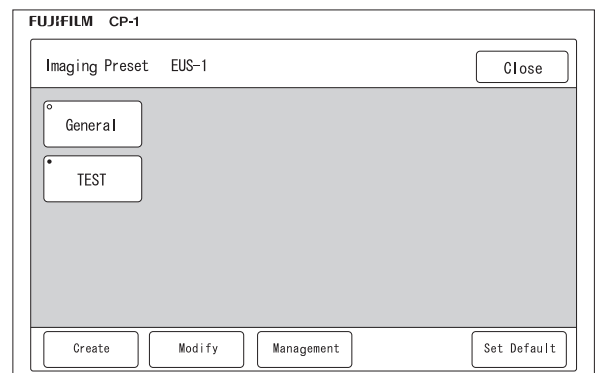 FUJIFILM CP-1
Imaging Preset EUS-1
Close
General
TEST
Create Modify Management Set Default